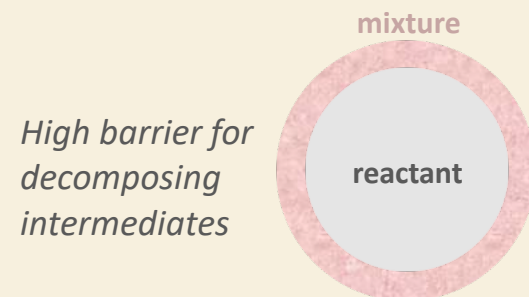 mixture
High barrier for
decomposing
intermediates
reactant